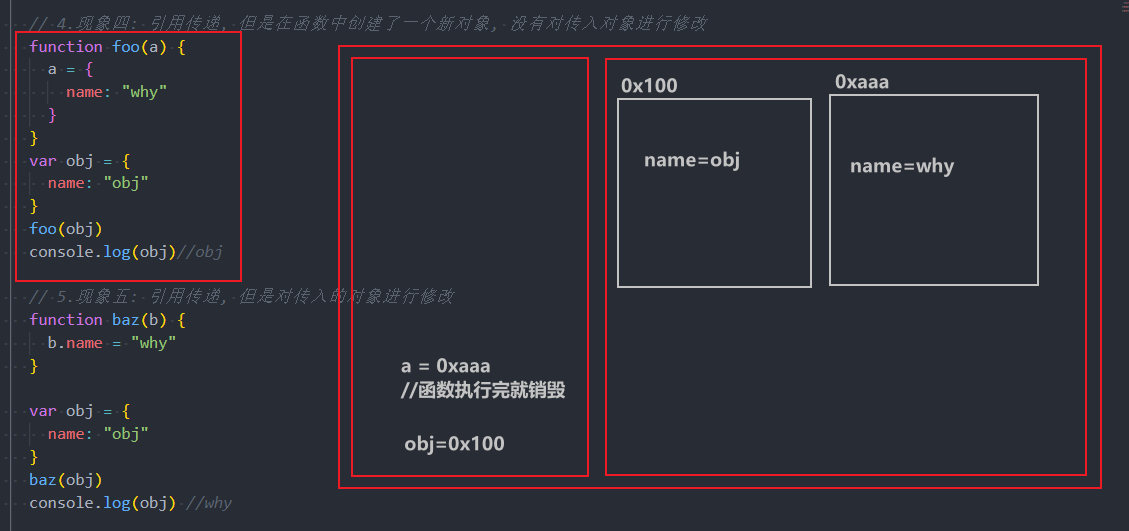 // 4.现象四: 引用传递, 但是在函数中创建了一个新对象, 没有对传入对象进行修改
function foo(a) {
a = {
name: "why"
}
}
var obj = {
name: "obj"
}
foo(obj)
console.log(obj)//obj
// 5.现象五: 引用传递, 但是对传入的对象进行修改
function baz(b) {
b.name = "why"
}
var obj = {
name: "obj"
}
baz(obj)
console.log(obj) //why
a = 0xaaa
//函数执行完就销毁
obj=0x100
0x100
name=obj
0xaaa
name=why